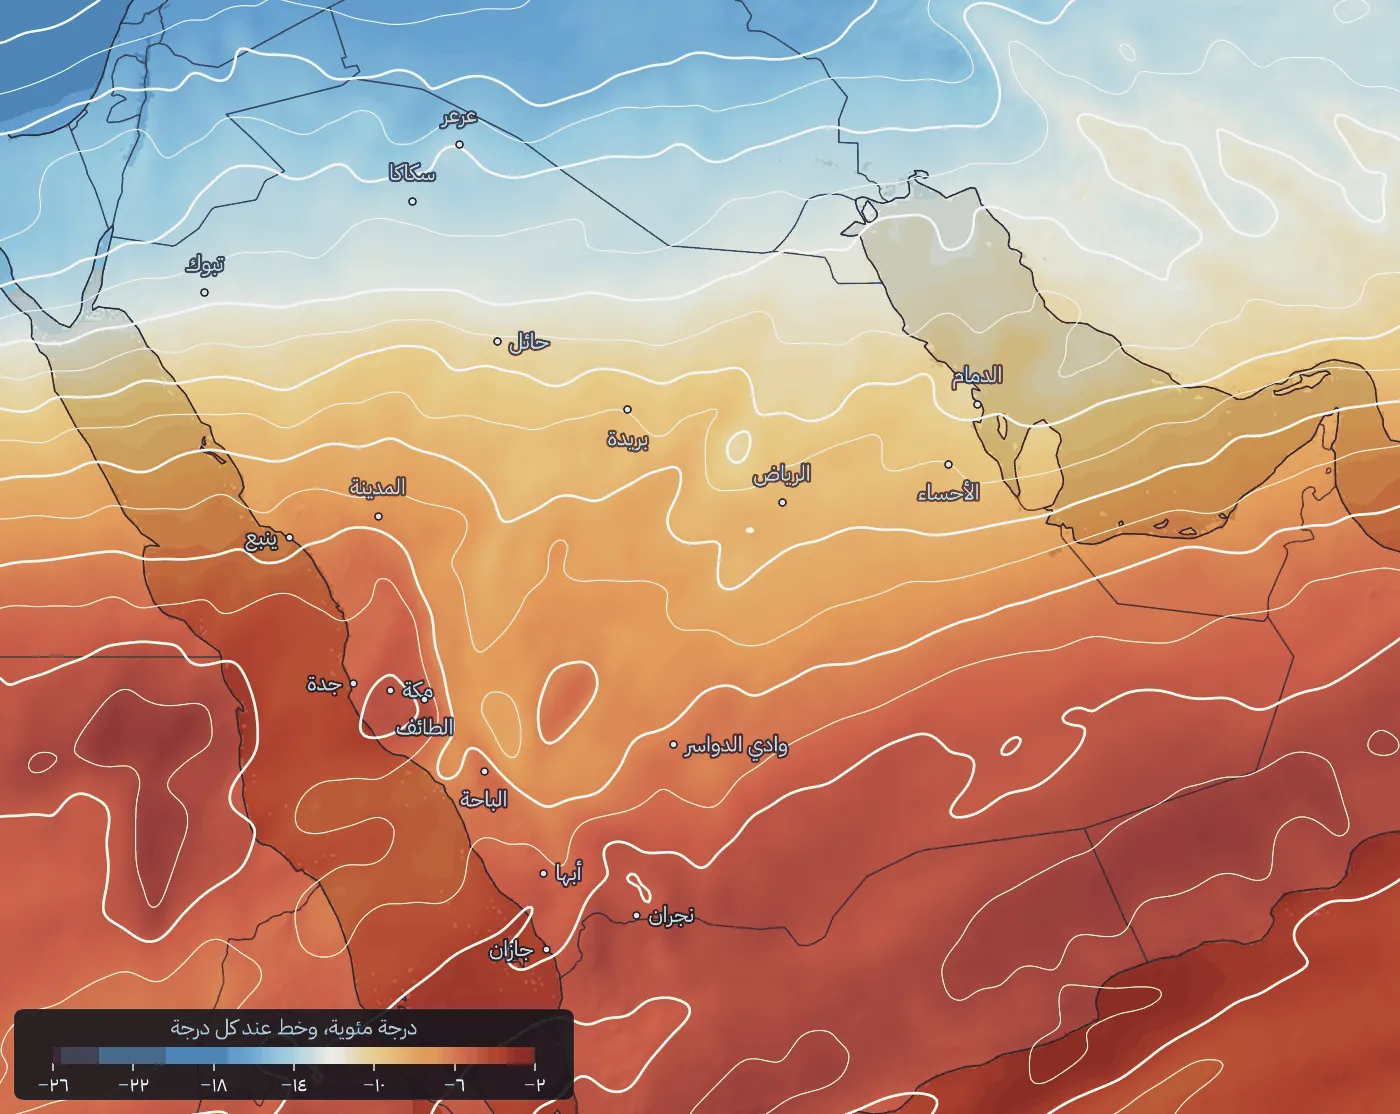 عرعر
سكاكا
تبوك
حائل
الدمام
بريدة
الرياض
الأحساء
المدينة
ينبع
جدة
مكة
الطائف
وادي الدواسر
الباحة
أبها
نجران
جازان
درجة مئوية، وخط عند كل درجة
−٢٦ −٢٢ −١٨ −١٤ −١٠ −٦ −٢